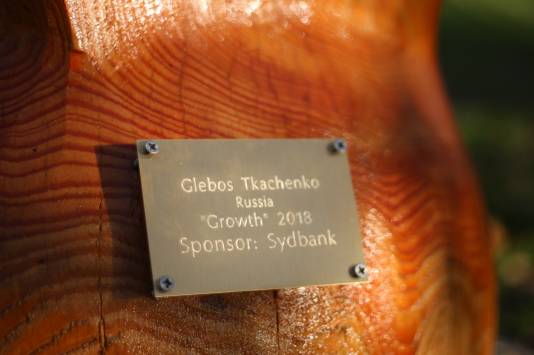 Glebos Tkachenko
Russia
"Growth" 2018
Sponsor: Sydbank